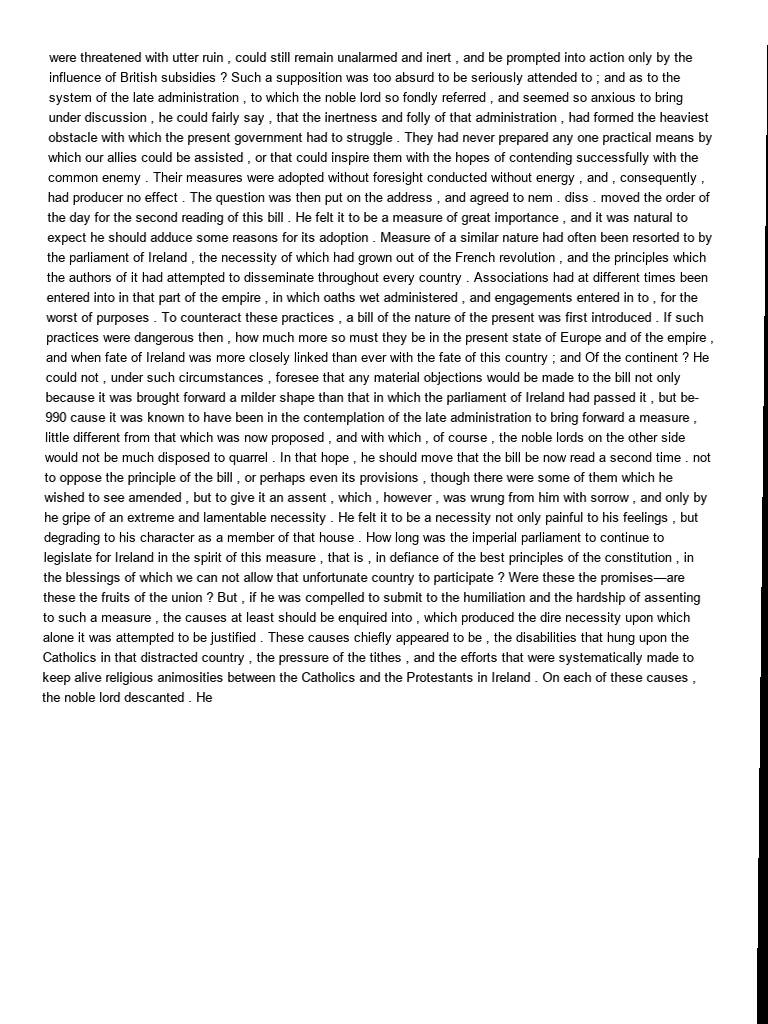 were threatened with utter ruin , could still remain unalarmed and inert , and be prompted into action only by the
influence of British subsidies ? Such a supposition was too absurd to be seriously attended to ; and as to the
system of the late administration , to which the noble lord so fondly referred , and seemed so anxious to bring
under discussion , he could fairly say , that the inertness and folly of that administration , had formed the heaviest
obstacle with which the present government had to struggle . They had never prepared any one practical means by
which our allies could be assisted , or that could inspire them with the hopes of contending successfully with the
common enemy . Their measures were adopted without foresight conducted without energy , and , consequently ,
had producer no effect . The question was then put on the address , and agreed to nem . diss . moved the order of
the day for the second reading of this bill . He felt it to be a measure of great importance , and it was natural to
expect he should adduce some reasons for its adoption . Measure of a similar nature had often been resorted to by
the parliament of Ireland , the necessity of which had grown out of the French revolution , and the principles which
the authors of it had attempted to disseminate throughout every country . Associations had at different times been
entered into in that part of the empire , in which oaths wet administered , and engagements entered in to , for the
worst of purposes . To counteract these practices , a bill of the nature of the present was first introduced . If such
practices were dangerous then , how much more so must they be in the present state of Europe and of the empire ,
and when fate of Ireland was more closely linked than ever with the fate of this country ; and Of the continent ? He
could not , under such circumstances , foresee that any material objections would be made to the bill not only
because it was brought forward a milder shape than that in which the parliament of Ireland had passed it , but be-
990 cause it was known to have been in the contemplation of the late administration to bring forward a measure ,
little different from that which was now proposed , and with which , of course , the noble lords on the other side
would not be much disposed to quarrel . In that hope , he should move that the bill be now read a second time . not
to oppose the principle of the bill , or perhaps even its provisions , though there were some of them which he
wished to see amended , but to give it an assent , which , however , was wrung from him with sorrow , and only by
he gripe of an extreme and lamentable necessity . He felt it to be a necessity not only painful to his feelings , but
degrading to his character as a member of that house . How long was the imperial parliament to continue to
legislate for Ireland in the spirit of this measure , that is , in defiance of the best principles of the constitution , in
the blessings of which we can not allow that unfortunate country to participate ? Were these the promises—are
these the fruits of the union ? But , if he was compelled to submit to the humiliation and the hardship of assenting
to such a measure , the causes at least should be enquired into , which produced the dire necessity upon which
alone it was attempted to be justified . These causes chiefly appeared to be , the disabilities that hung upon the
Catholics in that distracted country , the pressure of the tithes , and the efforts that were systematically made to
keep alive religious animosities between the Catholics and the Protestants in Ireland . On each of these causes ,
the noble lord descanted . He